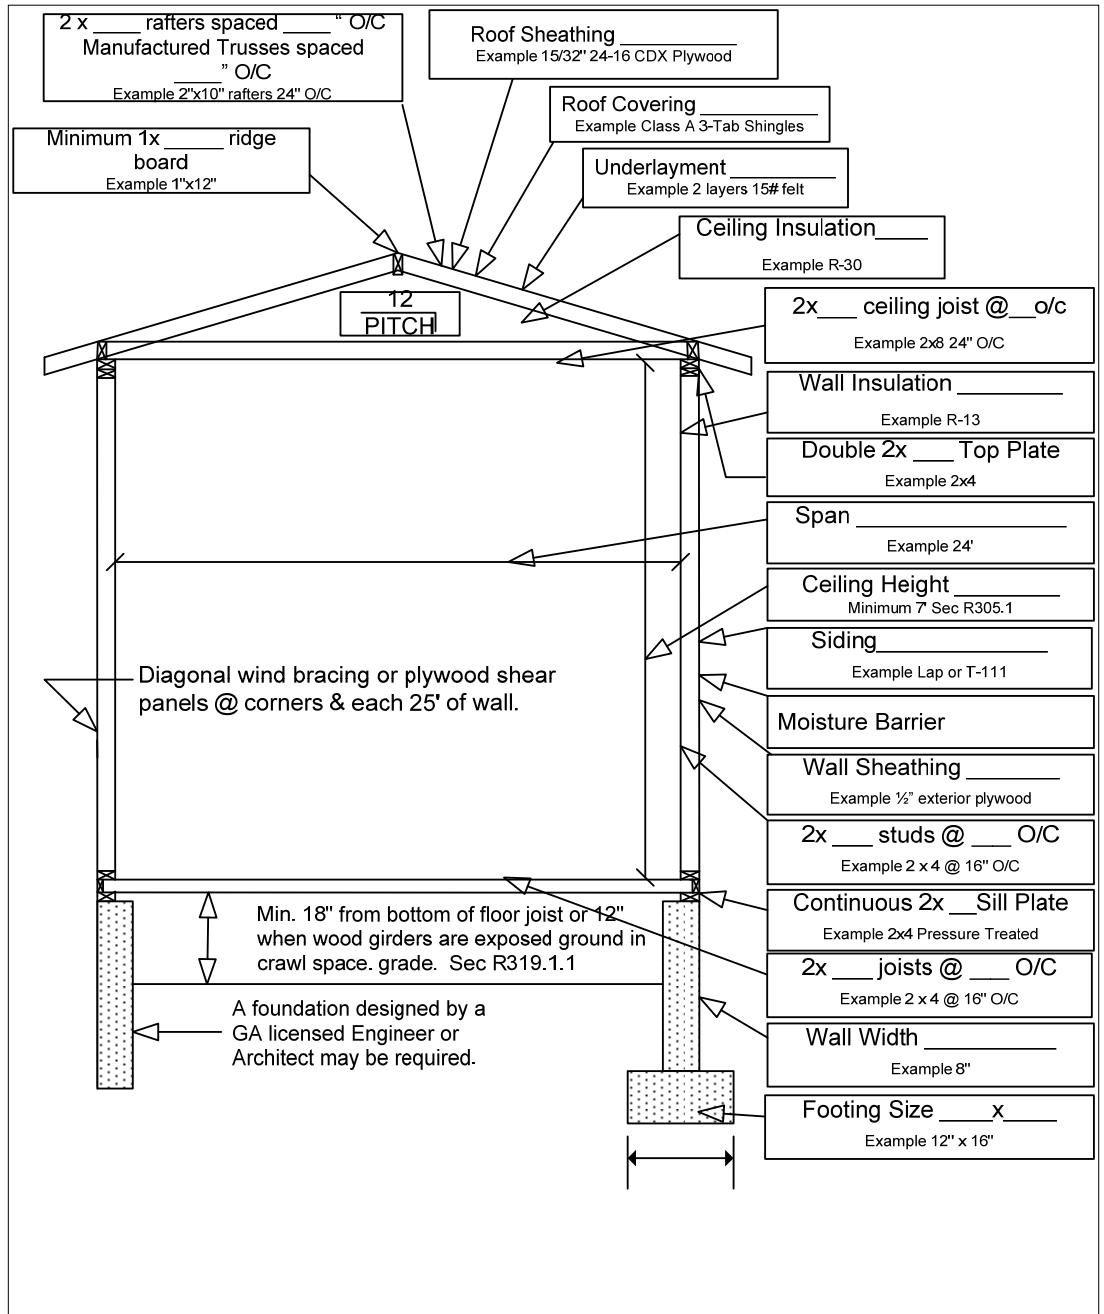 2 x ____ rafters spaced ____ “ O/C
Manufactured Trusses spaced
____” O/C
Example 2"x10" rafters 24" O/C
Roof Sheathing __________
Example 15/32" 24-16 CDX Plywood
Roof Covering __________
Example Class A 3-Tab Shingles
Minimum 1x _____ ridge
board
Example 1"x12"
Underlayment _________
Example 2 layers 15# felt
Ceiling Insulation____
Example R-30
12
PITCH
2x___ ceiling joist @__o/c
Example 2x8 24" O/C
Wall Insulation ________
Example R-13
Double 2x ___ Top Plate
Example 2x4
Span ________________
Example 24'
Ceiling Height ________
Minimum 7' Sec R305.1
Siding_____________
Example Lap or T-111
Diagonal wind bracing or plywood shear
panels @ corners & each 25' of wall.
Moisture Barrier
Wall Sheathing _______
Example ½” exterior plywood
2x ___ studs @ ___ O/C
Example 2 x 4 @ 16" O/C
Continuous 2x __Sill Plate
Example 2x4 Pressure Treated
Min. 18" from bottom of floor joist or 12"
when wood girders are exposed ground in
crawl space. grade. Sec R319.1.1
2x ___ joists @ ___ O/C
Example 2 x 4 @ 16" O/C
A foundation designed by a
GA licensed Engineer or
Architect may be required.
Wall Width __________
Example 8"
Footing Size ____x____
Example 12" x 16"